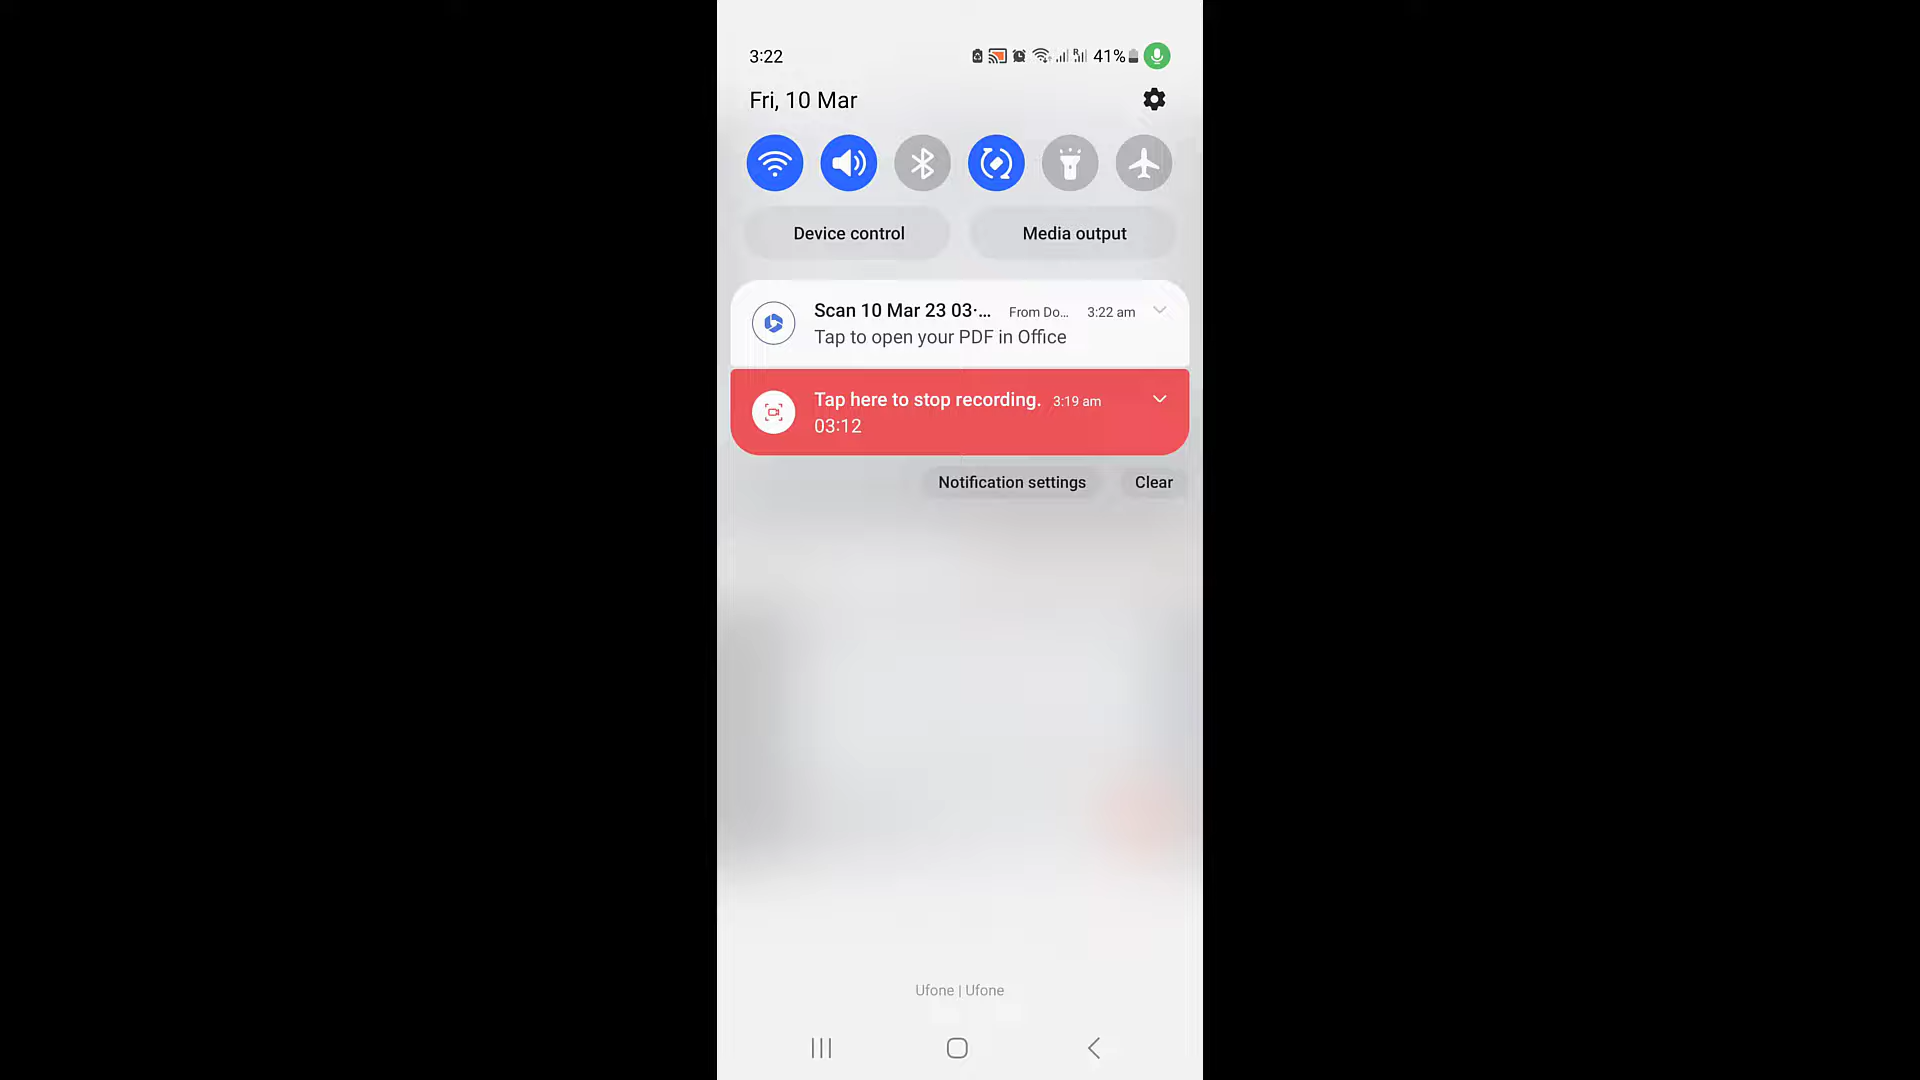 3:22
41%
Fri, 10 Mar
Device control
Media output
Scan 10 Mar 23 03·... From Do... 3:22 am
Tap to open your PDF in Office
Tap here to stop recording. 3:19 am
03:12
Notification settings
Clear
Ufone | Ufone